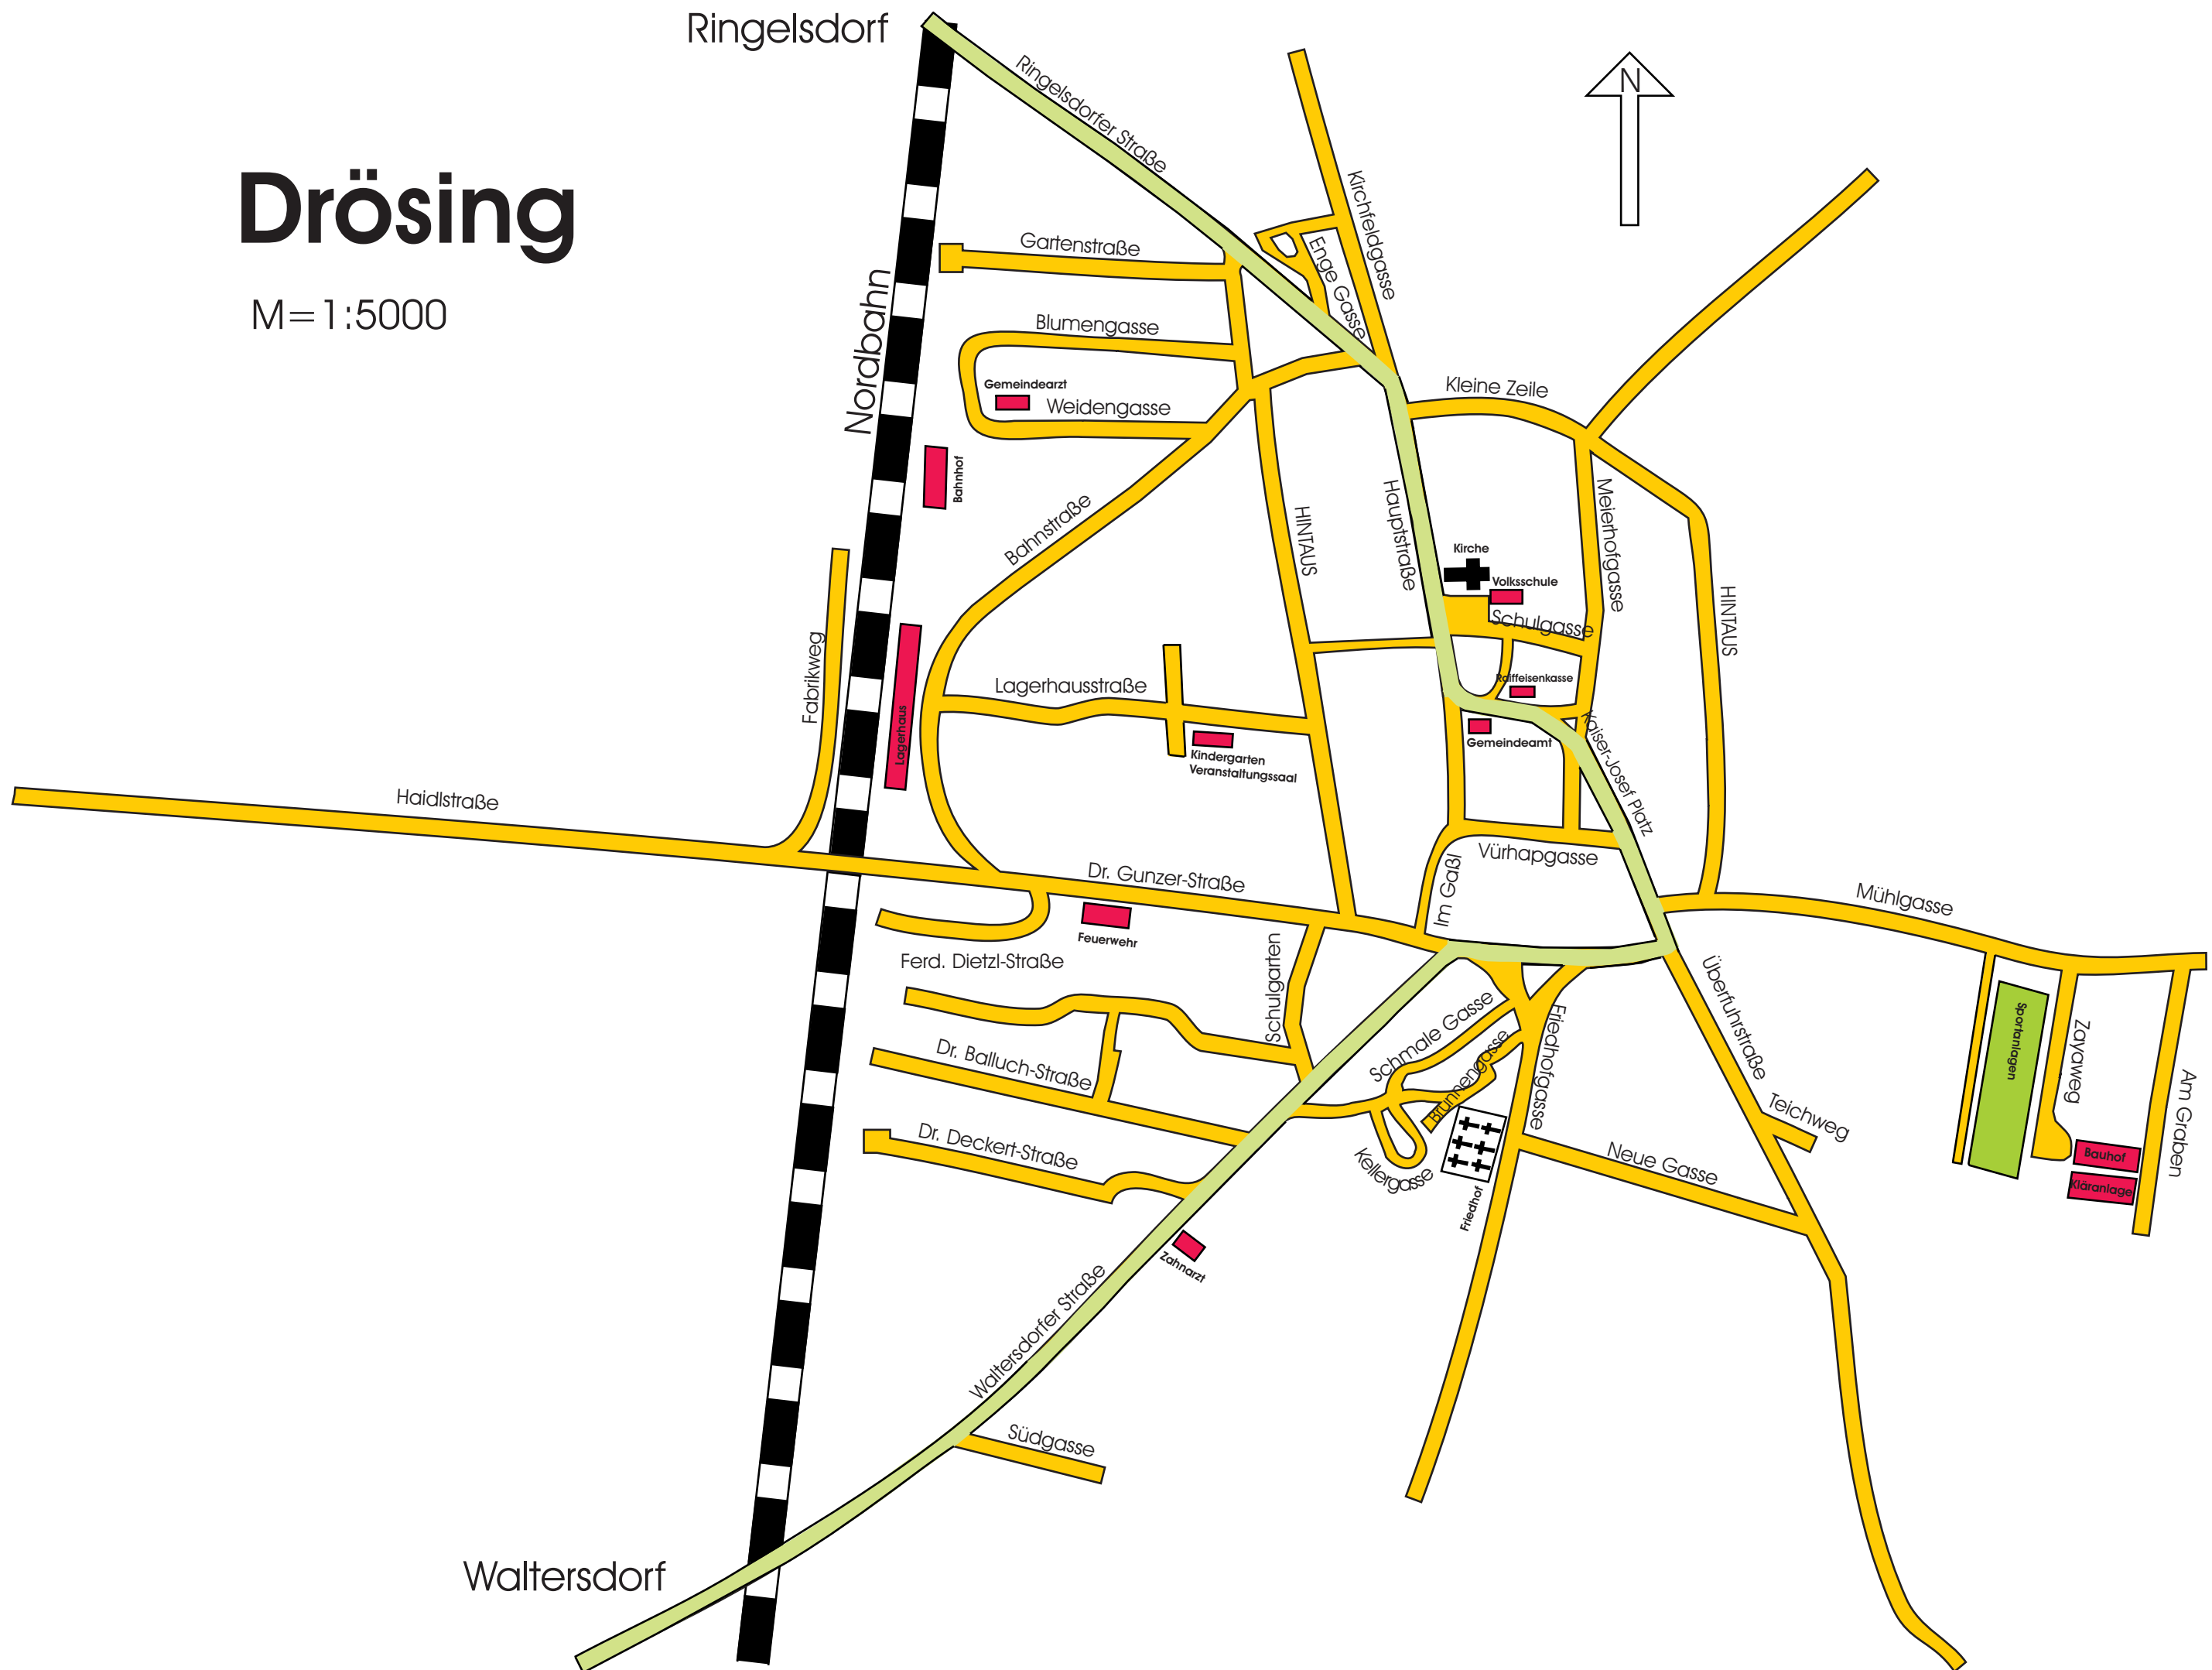 Ringelsdorf
N
Drösing
M=1:5000
Ringelsdorfer Straße
Kirchfeldgasse
Enge Gasse
Gartenstraße
Nordbahn
Blumengasse
Gemeindearzt
Weidengasse
Kleine Zeile
Bahnhof
Bahnstraße
HINTAUS
Hauptstraße
Meierhofgasse
Kirche
Volksschule
Schulgasse
HINTAUS
Fabrikweg
Lagerhaus
Lagerhausstraße
Raiffeisenkasse
Gemeindeamt
Kaiser-Josef Platz
Kindergarten
Veranstaltungssaal
Haidlstraße
Vürhapgasse
Dr. Gunzer-Straße
Im Gaßl
Mühlgasse
Feuerwehr
Ferd. Dietzl-Straße
Schulgarten
Schmale Gasse
Brunnengasse
Friedhofgasse
Überfuhrstraße
Sportanlagen
Zayaweg
Am Graben
Dr. Balluch-Straße
Teichweg
Dr. Deckert-Straße
Kellergasse
Friedhof
Neue Gasse
Bauhof
Kläranlage
Zahnarzt
Waltersdorfer Straße
Südgasse
Waltersdorf